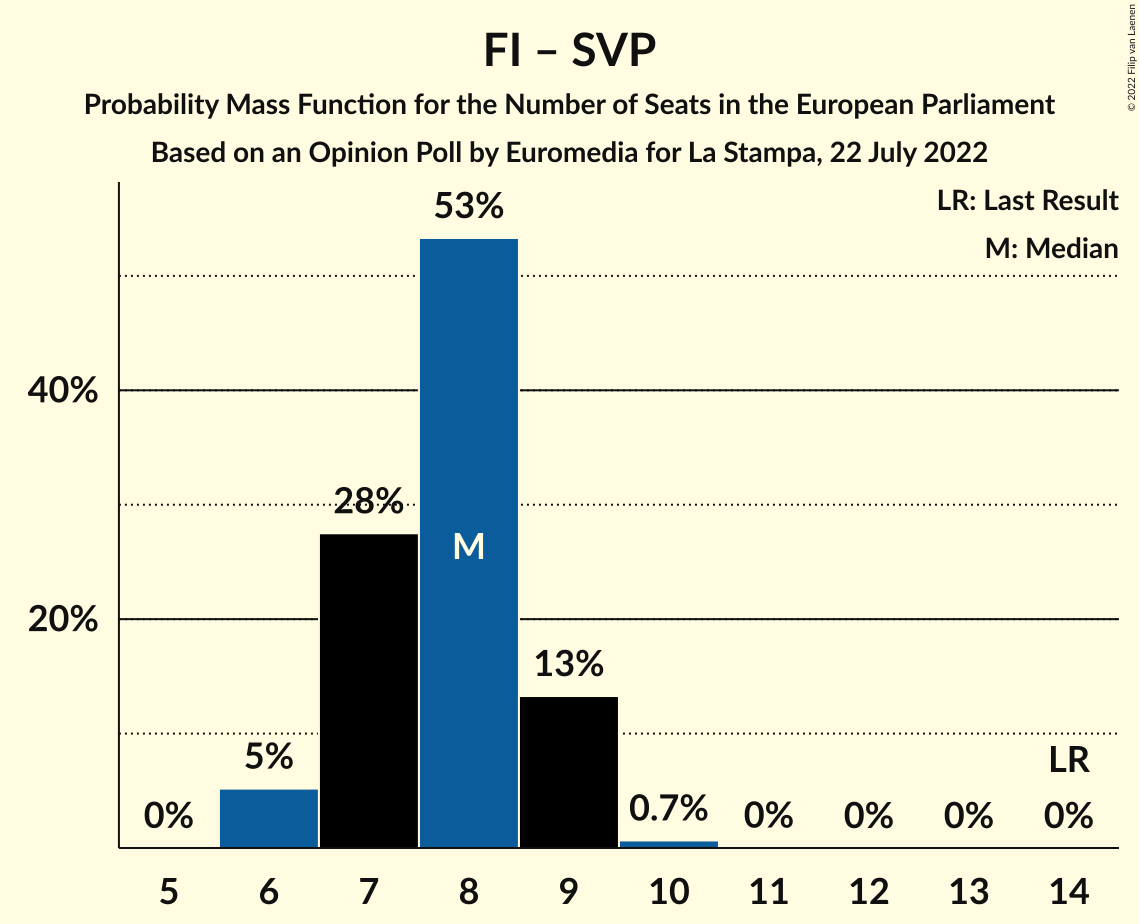 FI – SVP
Probability Mass Function for the Number of Seats in the European Parliament
Based on an Opinion Poll by Euromedia for La Stampa, 22 July 2022
© 2022 Filip van Laenen
LR: Last Result
M: Median
53%
40%
28%
M
20%
13%
5%
LR
0%
0.7%
0%
0%
0%
0%
5 6 7 8 9 10 11 12 13 14